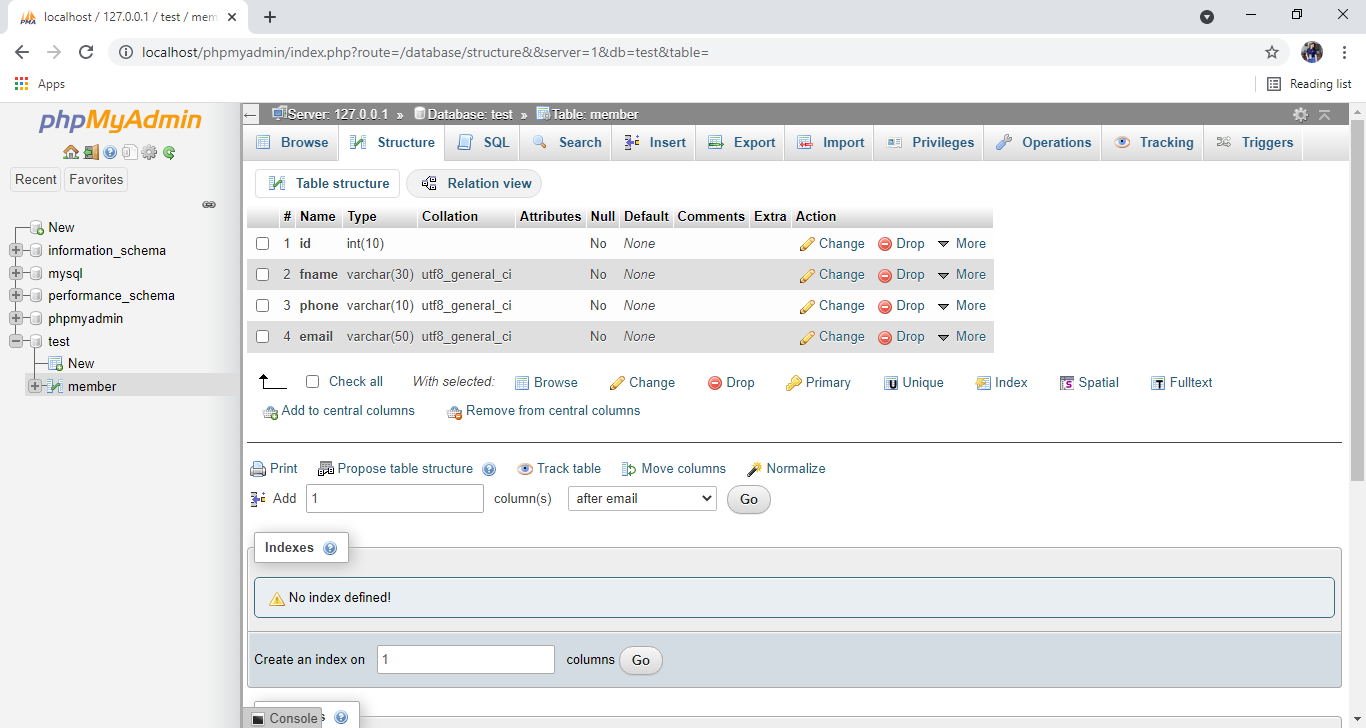 localhost / 127.0.0.1 / test / mem
localhost/phpmyadmin/index.php?route=/database/structure&&server=1&db=test&table=
Apps
Reading list
phpMyAdmin
Recent Favorites
New
information_schema
mysql
performance_schema
phpmyadmin
test
New
member
Server: 127.0.0.1 » Database: test » Table: member
Browse Structure SQL Search Insert Export Import Privileges Operations Tracking Triggers
Table structure Relation view
# Name Type Collation Attributes Null Default Comments Extra Action
1 id int(10) No None Change Drop More
2 fname varchar(30) utf8_general_ci No None Change Drop More
3 phone varchar(10) utf8_general_ci No None Change Drop More
4 email varchar(50) utf8_general_ci No None Change Drop More
Check all With selected: Browse Change Drop Primary Unique Index Spatial Fulltext
Add to central columns Remove from central columns
Print Propose table structure Track table Move columns Normalize
Add 1 column(s) after email Go
Indexes
No index defined!
Create an index on 1 columns Go
Console